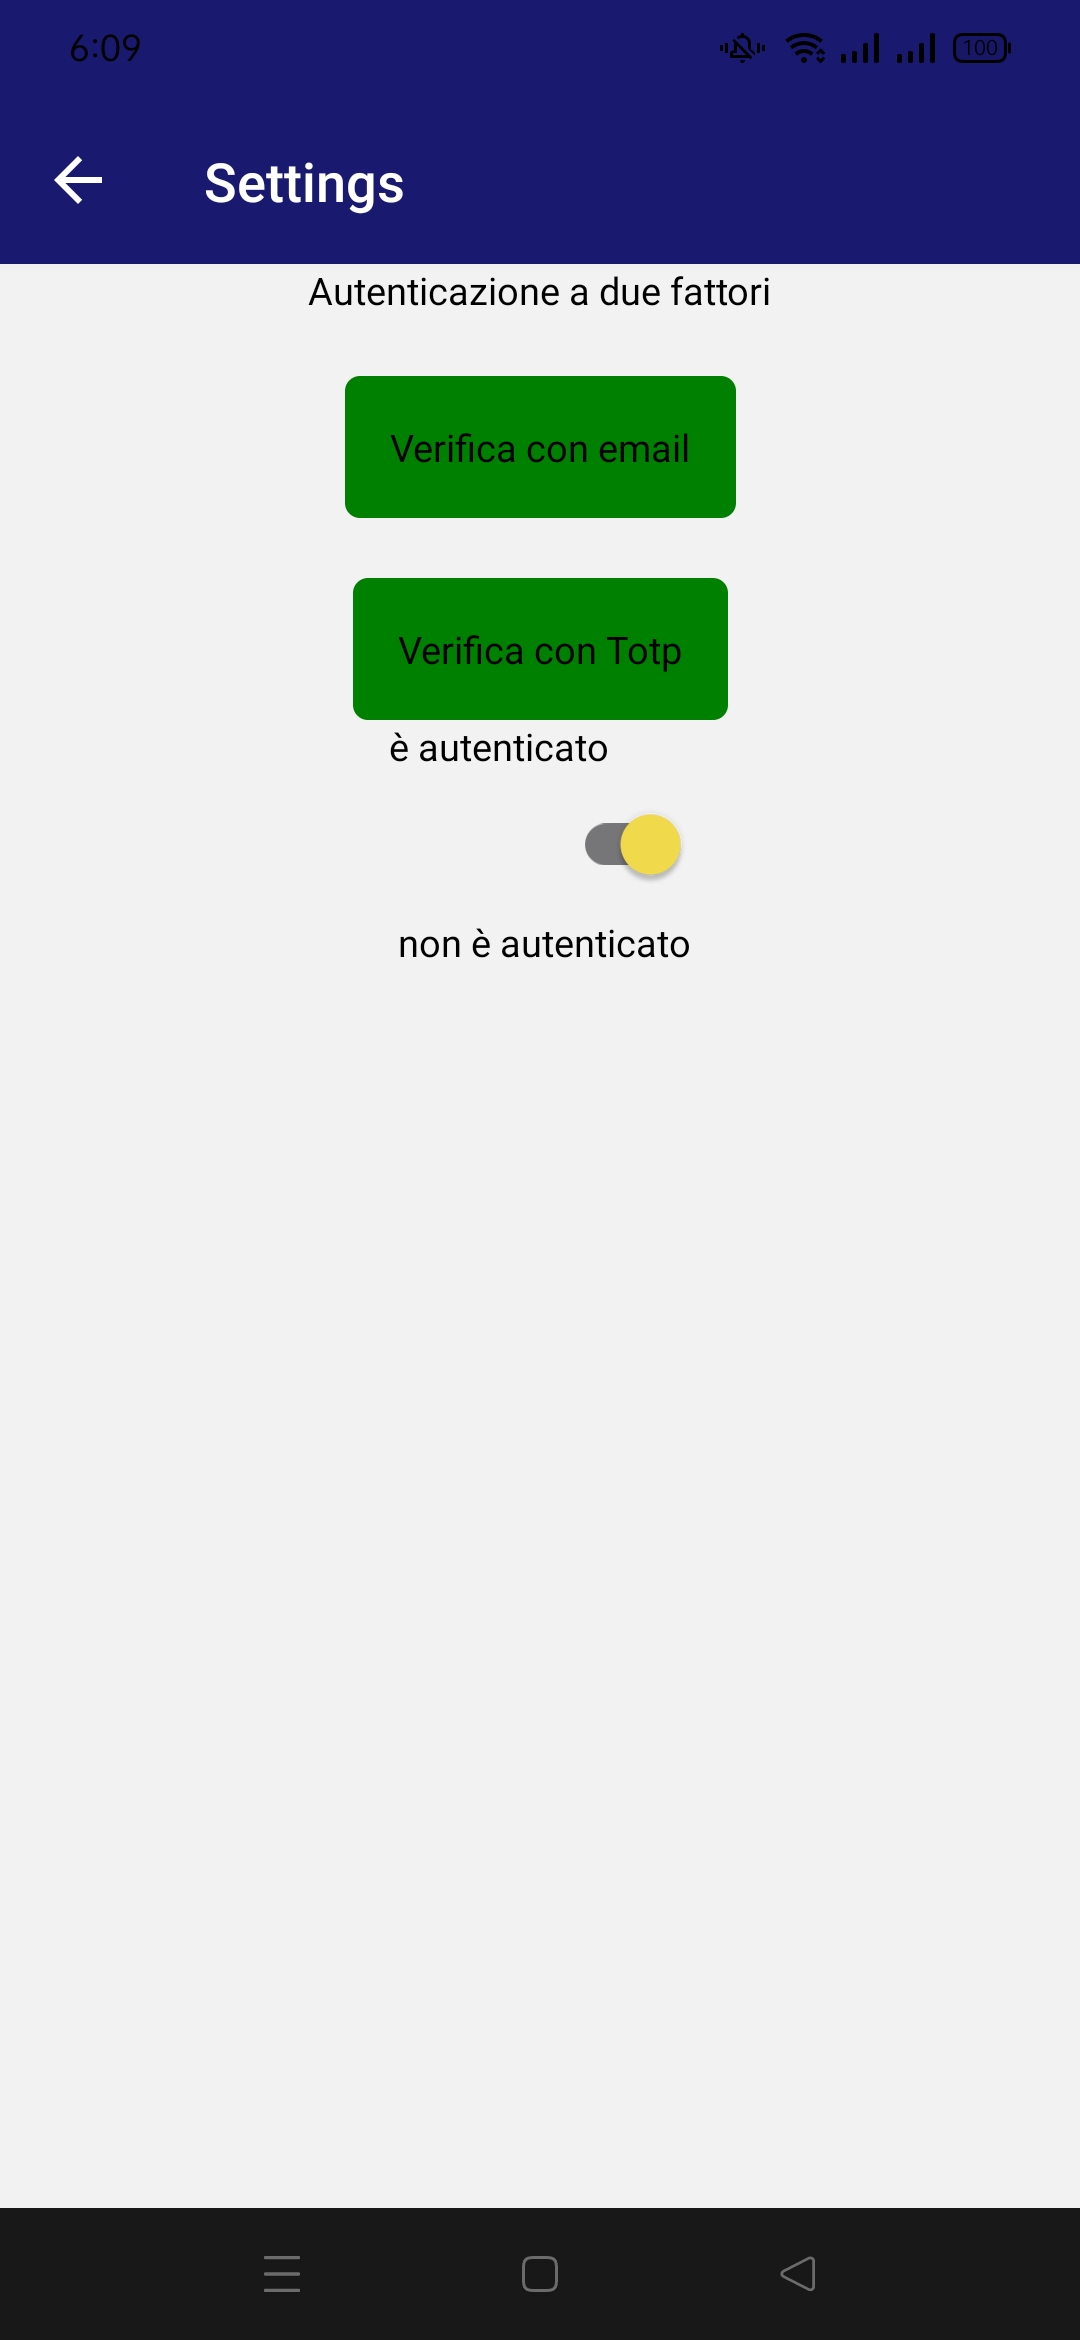 6:09
100
Settings
Autenticazione a due fattori
Verifica con email
Verifica con Totp
è autenticato
non è autenticato